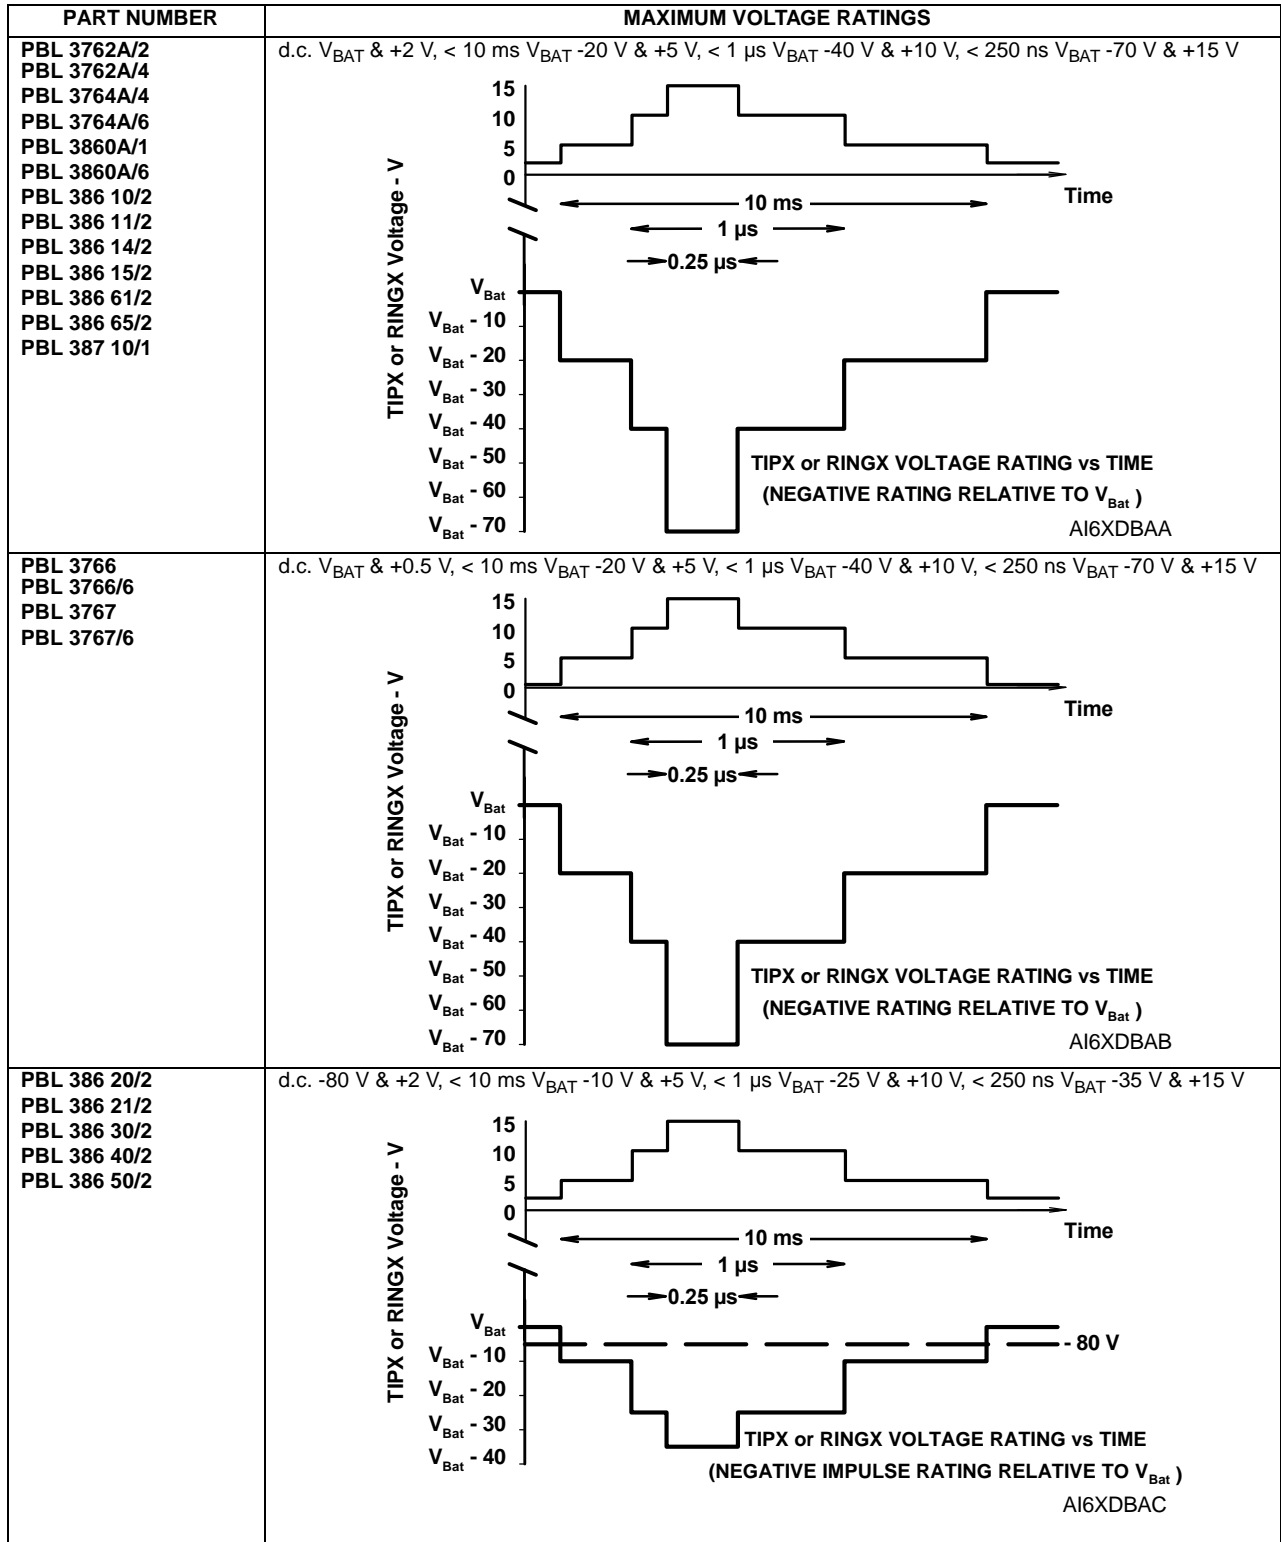 PART NUMBER
MAXIMUM VOLTAGE RATINGS
PBL 3762A/2
PBL 3762A/4
PBL 3764A/4
PBL 3764A/6
PBL 3860A/1
PBL 3860A/6
PBL 386 10/2
PBL 386 11/2
PBL 386 14/2
PBL 386 15/2
PBL 386 61/2
PBL 386 65/2
PBL 387 10/1
d.c. VBAT & +2 V, < 10 ms VBAT -20 V & +5 V, < 1 µs VBAT -40 V & +10 V, < 250 ns VBAT -70 V & +15 V
TIPX or RINGX Voltage - V
15
10
5
0
Time
10 ms
1 µs
0.25 µs
VBat
VBat - 10
VBat - 20
VBat - 30
VBat - 40
VBat - 50
VBat - 60
VBat - 70
TIPX or RINGX VOLTAGE RATING vs TIME
(NEGATIVE RATING RELATIVE TO VBat )
AI6XDBAA
PBL 3766
PBL 3766/6
PBL 3767
PBL 3767/6
d.c. VBAT & +0.5 V, < 10 ms VBAT -20 V & +5 V, < 1 µs VBAT -40 V & +10 V, < 250 ns VBAT -70 V & +15 V
TIPX or RINGX Voltage - V
15
10
5
0
Time
10 ms
1 µs
0.25 µs
VBat
VBat - 10
VBat - 20
VBat - 30
VBat - 40
VBat - 50
VBat - 60
VBat - 70
TIPX or RINGX VOLTAGE RATING vs TIME
(NEGATIVE RATING RELATIVE TO VBat )
AI6XDBAB
PBL 386 20/2
PBL 386 21/2
PBL 386 30/2
PBL 386 40/2
PBL 386 50/2
d.c. -80 V & +2 V, < 10 ms VBAT -10 V & +5 V, < 1 µs VBAT -25 V & +10 V, < 250 ns VBAT -35 V & +15 V
TIPX or RINGX Voltage - V
15
10
5
0
Time
10 ms
1 µs
0.25 µs
VBat
- 80 V
VBat - 10
VBat - 20
VBat - 30
VBat - 40
TIPX or RINGX VOLTAGE RATING vs TIME
(NEGATIVE IMPULSE RATING RELATIVE TO VBat )
AI6XDBAC